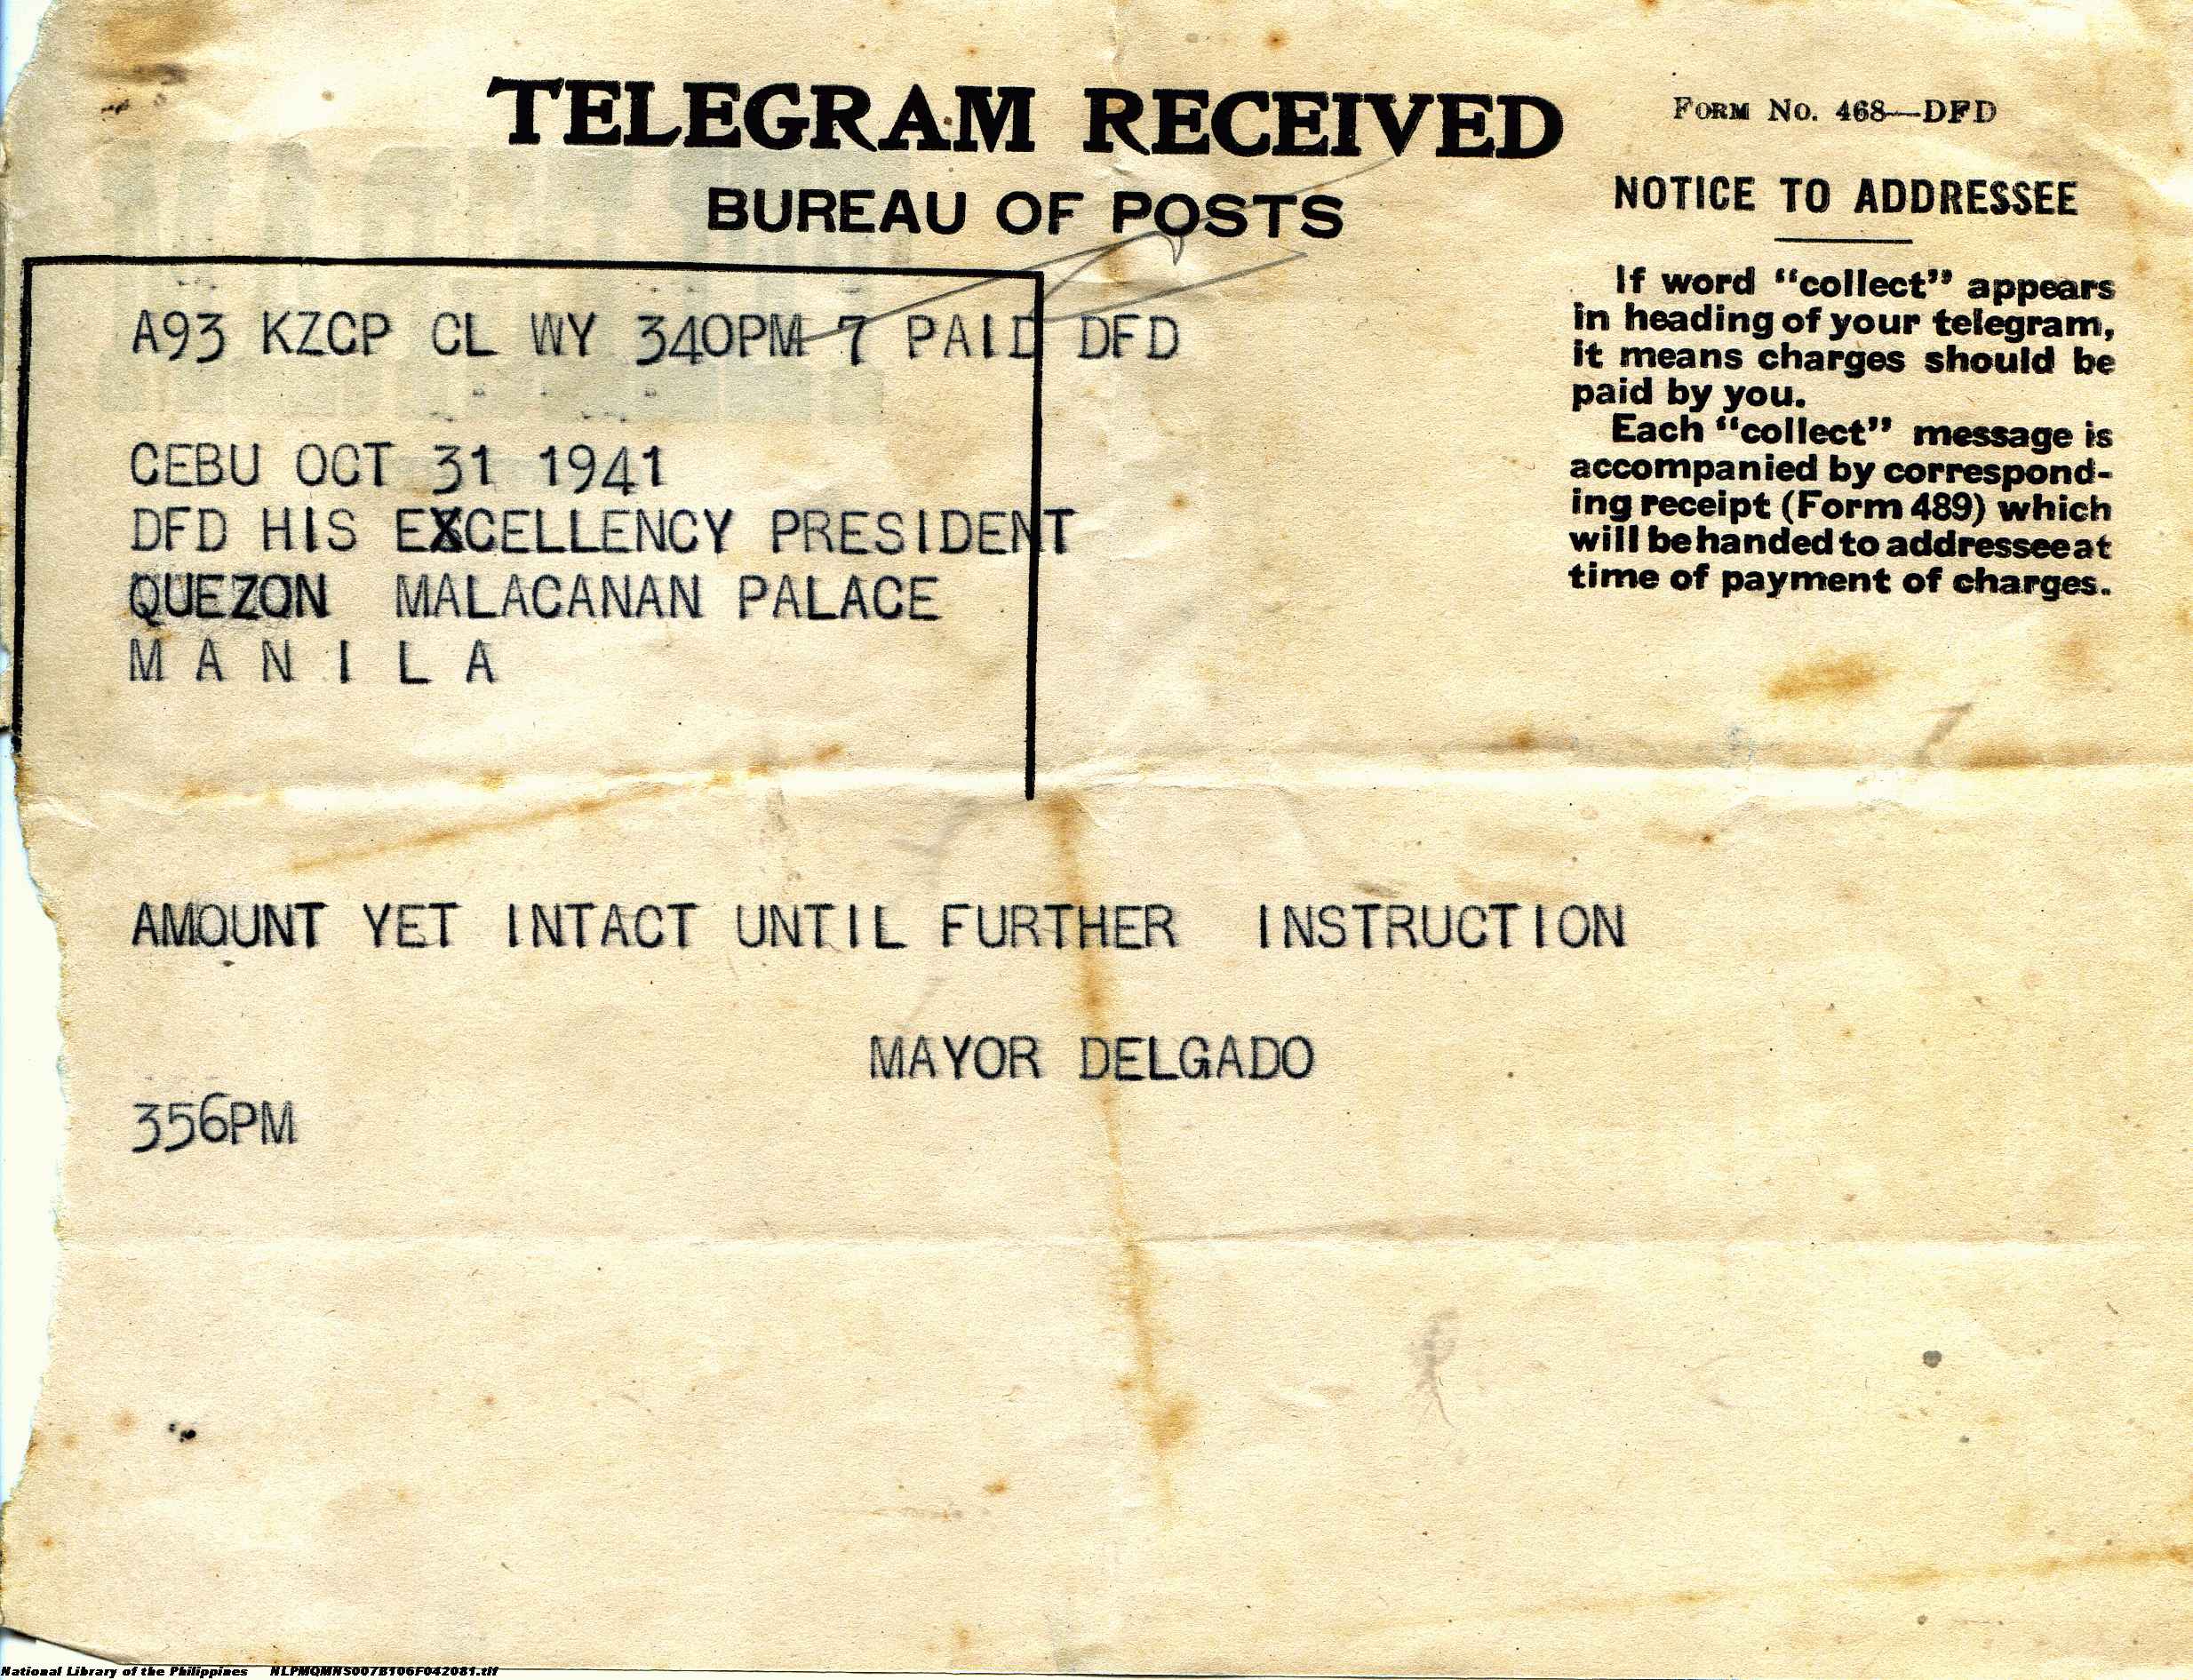 TELEGRAM RECEIVED
BUREAU OF POSTS
FORM NO. 468—DFD
NOTICE TO ADDRESSEE
If word “collect” appears
in heading of your telegram,
it means charges should be
paid by you.
Each “collect” message is
accompanied by correspond-
ing receipt (Form 489) which
will be handed to addressee at
time of payment of charges.
A93 KZCP CL WY 340PM 7 PAID DFD
CEBU OCT 31 1941
DFD HIS EXCELLENCY PRESIDENT
QUEZON MALACANAN PALACE
M A N I L A
AMOUNT YET INTACT UNTIL FURTHER INSTRUCTION
MAYOR DELGADO
356PM
National Library of the Philippines NLPMQMNS007B106F042081.tif